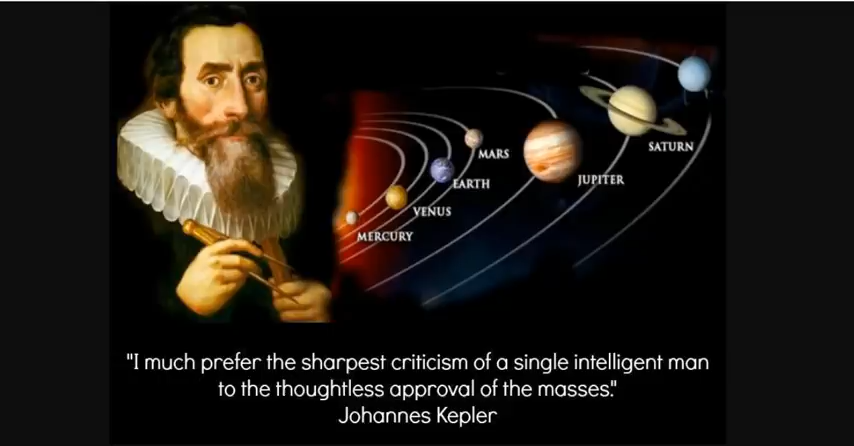 MARS
SATURN
EARTH
JUPITER
VENUS
MERCURY
"I much prefer the sharpest criticism of a single intelligent man
to the thoughtless approval of the masses."
Johannes Kepler